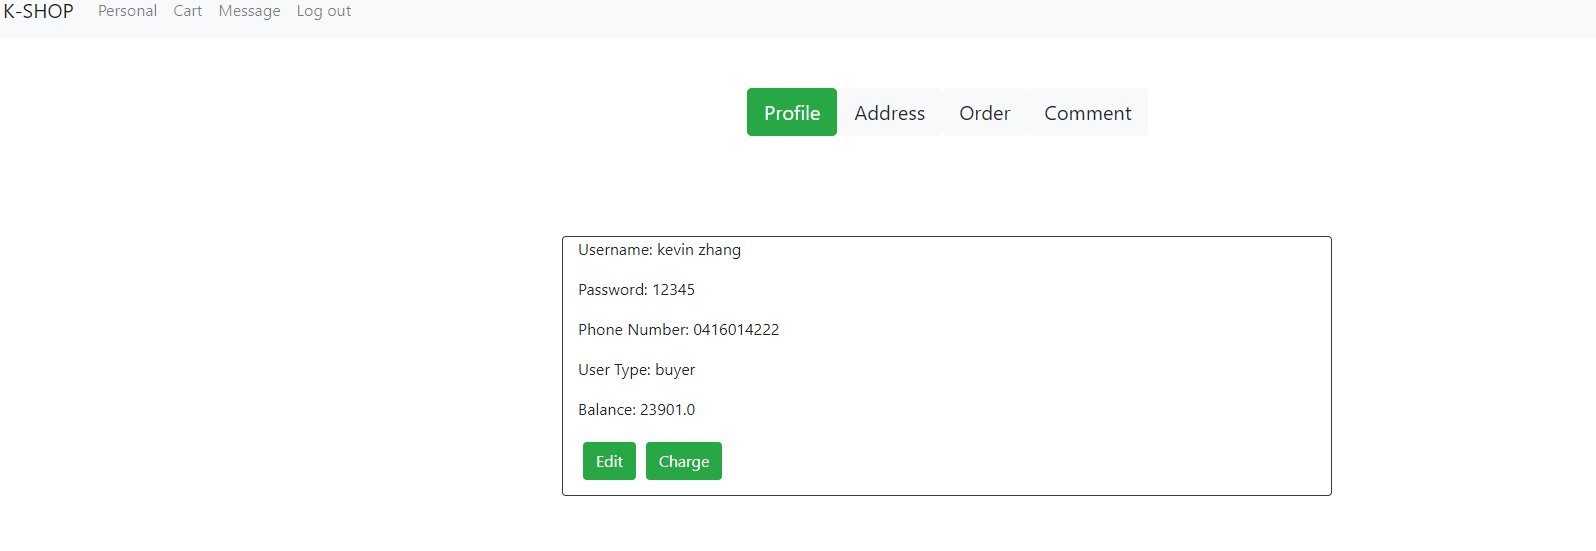 K-SHOP Personal Cart Message Log out
Profile Address Order Comment
Username: kevin zhang
Password: 12345
Phone Number: 0416014222
User Type: buyer
Balance: 23901.0
Edit Charge